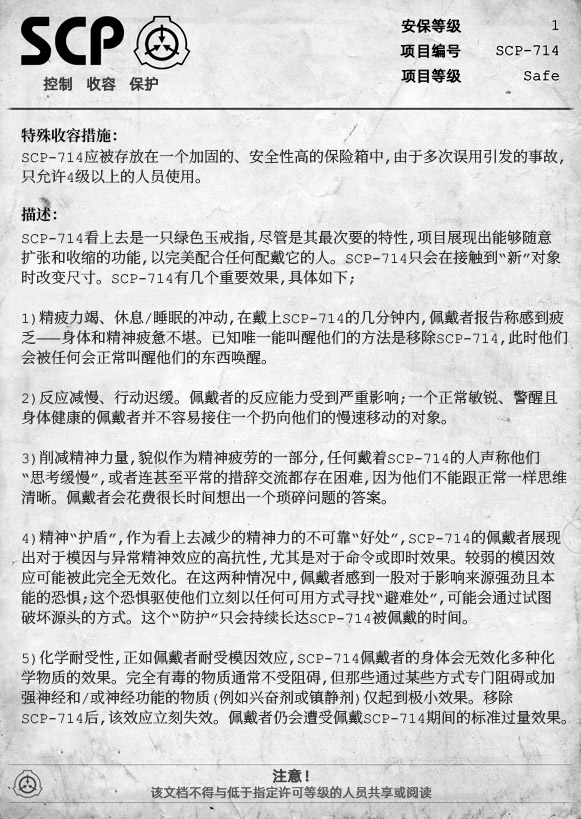 SCP
控制 收容 保护
安保等级 1
项目编号 SCP-714
项目等级 Safe
特殊收容措施：
SCP-714应被存放在一个加固的、安全性高的保险箱中,由于多次误用引发的事故,
只允许4级以上的人员使用。
描述：
SCP-714看上去是一只绿色玉戒指,尽管是其最次要的特性,项目展现出能够随意
扩张和收缩的功能,以完美配合任何配戴它的人。SCP-714只会在接触到“新”对象
时改变尺寸。SCP-714有几个重要效果,具体如下;
1)精疲力竭、休息/睡眠的冲动,在戴上SCP-714的几分钟内,佩戴者报告称感到疲
乏——身体和精神疲惫不堪。已知唯一能叫醒他们的方法是移除SCP-714,此时他们
会被任何会正常叫醒他们的东西唤醒。
2)反应减慢、行动迟缓。佩戴者的反应能力受到严重影响;一个正常敏锐、警醒且
身体健康的佩戴者并不容易接住一个扔向他们的慢速移动的对象。
3)削减精神力量,貌似作为精神疲劳的一部分,任何戴着SCP-714的人声称他们
“思考缓慢”,或者连甚至平常的措辞交流都存在困难,因为他们不能跟正常一样思维
清晰。佩戴者会花费很长时间想出一个琐碎问题的答案。
4)精神“护盾”,作为看上去减少的精神力的不可靠“好处”,SCP-714的佩戴者展现
出对于模因与异常精神效应的高抗性,尤其是对于命令或即时效果。较弱的模因效
应可能被此完全无效化。在这两种情况中,佩戴者感到一股对于影响来源强劲且本
能的恐惧;这个恐惧驱使他们立刻以任何可用方式寻找“避难处”,可能会通过试图
破坏源头的方式。这个“防护”只会持续长达SCP-714被佩戴的时间。
5)化学耐受性,正如佩戴者耐受模因效应,SCP-714佩戴者的身体会无效化多种化
学物质的效果。完全有毒的物质通常不受阻碍,但那些通过某些方式专门阻碍或加
强神经和/或神经功能的物质(例如兴奋剂或镇静剂)仅起到极小效果。移除
SCP-714后,该效应立刻失效。佩戴者仍会遭受佩戴SCP-714期间的标准过量效果。
注意！
该文档不得与低于指定许可等级的人员共享或阅读